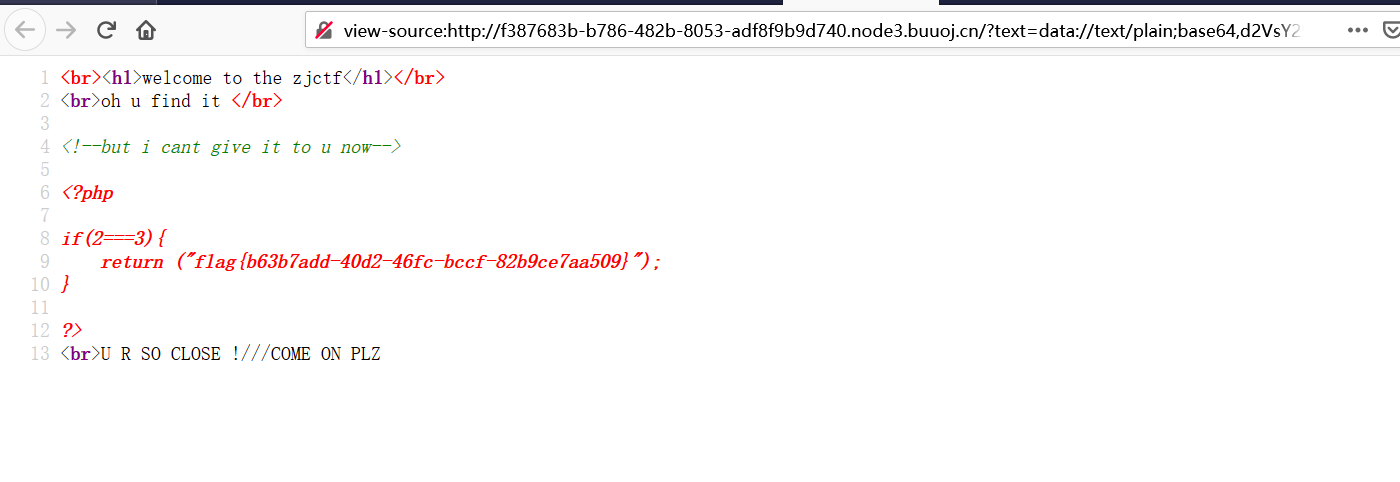 view-source:http://f387683b-b786-482b-8053-adf8f9b9d740.node3.buuoj.cn/?text=data://text/plain;base64,d2VsY2
1 <br><h1>welcome to the zjctf</h1></br>
2 <br>oh u find it </br>
3
4 <!--but i cant give it to u now-->
5
6 <?php
7
8 if(2===3){
9 return ("flag{b63b7add-40d2-46fc-bccf-82b9ce7aa509}");
10 }
11
12 ?>
13 <br>U R SO CLOSE !///COME ON PLZ